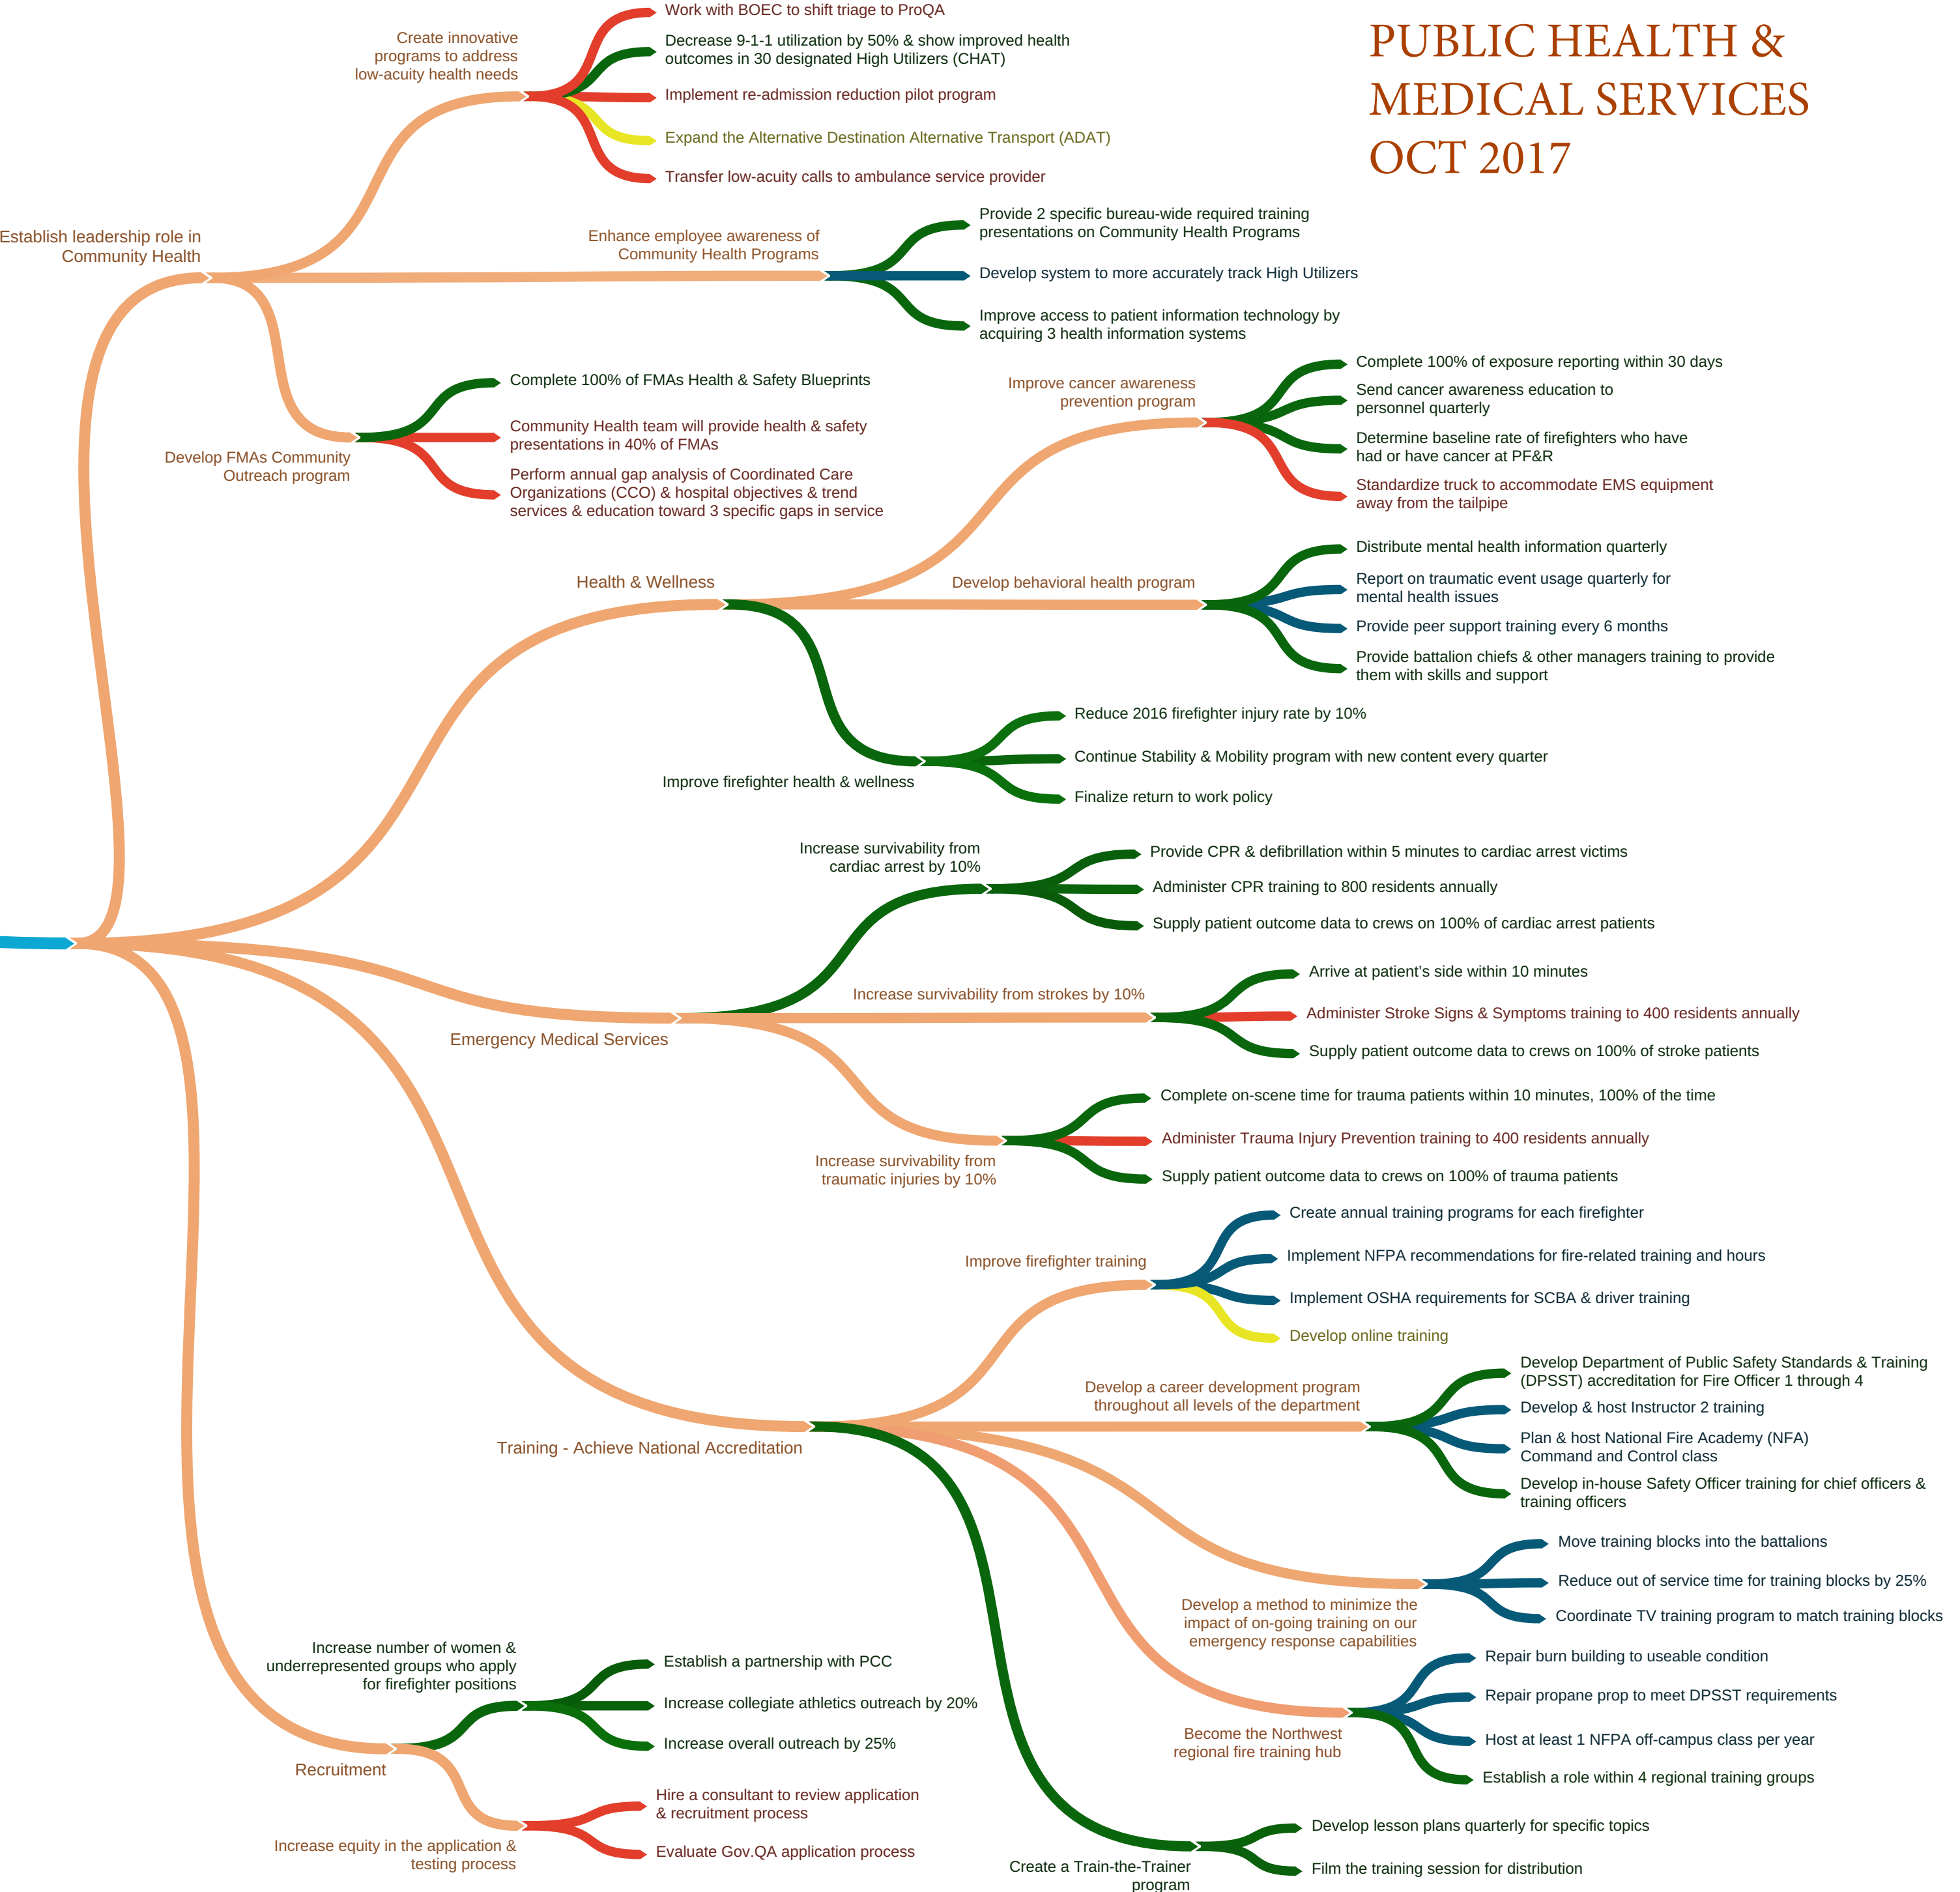 PUBLIC HEALTH &
MEDICAL SERVICES
OCT 2017
Establish leadership role in
Community Health
Create innovative
programs to address
low-acuity health needs
Work with BOEC to shift triage to ProQA
Decrease 9-1-1 utilization by 50% & show improved health
outcomes in 30 designated High Utilizers (CHAT)
Implement re-admission reduction pilot program
Expand the Alternative Destination Alternative Transport (ADAT)
Transfer low-acuity calls to ambulance service provider
Enhance employee awareness of
Community Health Programs
Provide 2 specific bureau-wide required training
presentations on Community Health Programs
Develop system to more accurately track High Utilizers
Improve access to patient information technology by
acquiring 3 health information systems
Develop FMAs Community
Outreach program
Complete 100% of FMAs Health & Safety Blueprints
Community Health team will provide health & safety
presentations in 40% of FMAs
Perform annual gap analysis of Coordinated Care
Organizations (CCO) & hospital objectives & trend
services & education toward 3 specific gaps in service
Health & Wellness
Improve cancer awareness
prevention program
Complete 100% of exposure reporting within 30 days
Send cancer awareness education to
personnel quarterly
Determine baseline rate of firefighters who have
had or have cancer at PF&R
Standardize truck to accommodate EMS equipment
away from the tailpipe
Develop behavioral health program
Distribute mental health information quarterly
Report on traumatic event usage quarterly for
mental health issues
Provide peer support training every 6 months
Provide battalion chiefs & other managers training to provide
them with skills and support
Improve firefighter health & wellness
Reduce 2016 firefighter injury rate by 10%
Continue Stability & Mobility program with new content every quarter
Finalize return to work policy
Emergency Medical Services
Increase survivability from
cardiac arrest by 10%
Provide CPR & defibrillation within 5 minutes to cardiac arrest victims
Administer CPR training to 800 residents annually
Supply patient outcome data to crews on 100% of cardiac arrest patients
Increase survivability from strokes by 10%
Arrive at patient’s side within 10 minutes
Administer Stroke Signs & Symptoms training to 400 residents annually
Supply patient outcome data to crews on 100% of stroke patients
Increase survivability from
traumatic injuries by 10%
Complete on-scene time for trauma patients within 10 minutes, 100% of the time
Administer Trauma Injury Prevention training to 400 residents annually
Supply patient outcome data to crews on 100% of trauma patients
Training - Achieve National Accreditation
Improve firefighter training
Create annual training programs for each firefighter
Implement NFPA recommendations for fire-related training and hours
Implement OSHA requirements for SCBA & driver training
Develop online training
Develop a career development program
throughout all levels of the department
Develop Department of Public Safety Standards & Training
(DPSST) accreditation for Fire Officer 1 through 4
Develop & host Instructor 2 training
Plan & host National Fire Academy (NFA)
Command and Control class
Develop in-house Safety Officer training for chief officers &
training officers
Develop a method to minimize the
impact of on-going training on our
emergency response capabilities
Move training blocks into the battalions
Reduce out of service time for training blocks by 25%
Coordinate TV training program to match training blocks
Become the Northwest
regional fire training hub
Repair burn building to useable condition
Repair propane prop to meet DPSST requirements
Host at least 1 NFPA off-campus class per year
Establish a role within 4 regional training groups
Create a Train-the-Trainer
program
Develop lesson plans quarterly for specific topics
Film the training session for distribution
Recruitment
Increase number of women &
underrepresented groups who apply
for firefighter positions
Establish a partnership with PCC
Increase collegiate athletics outreach by 20%
Increase overall outreach by 25%
Increase equity in the application &
testing process
Hire a consultant to review application
& recruitment process
Evaluate Gov.QA application process